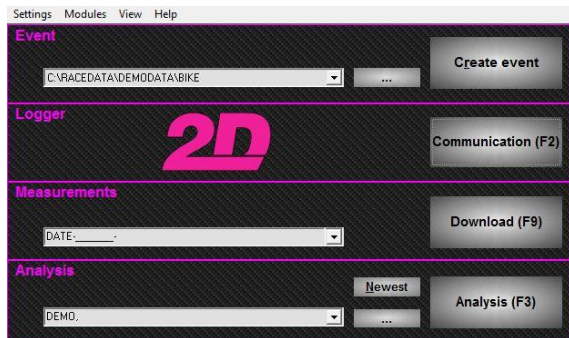 Settings Modules View Help
Event
Create event
C:\RACEDATA\DEMODATA\BIKE
...
Logger
2D
Communication (F2)
Measurements
Download (F9)
DATE-______-
Analysis
Newest
Analysis (F3)
DEMO,
...